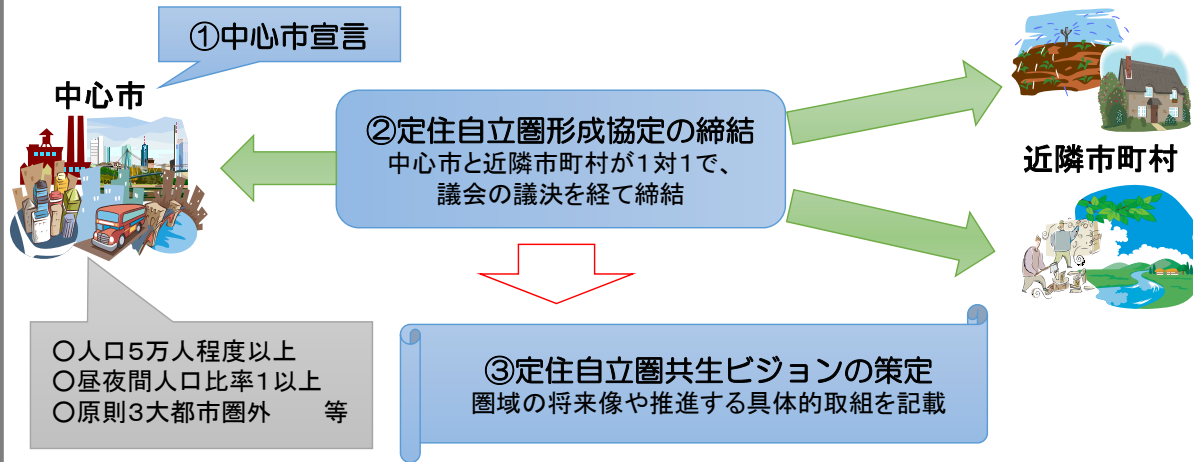 ①中心市宣言
中心市
②定住自立圏形成協定の締結
中心市と近隣市町村が1対1で、
議会の議決を経て締結
近隣市町村
〇人口5万人程度以上
〇昼夜間人口比率1以上
〇原則3大都市圏外　　等
③定住自立圏共生ビジョンの策定
圏域の将来像や推進する具体的取組を記載